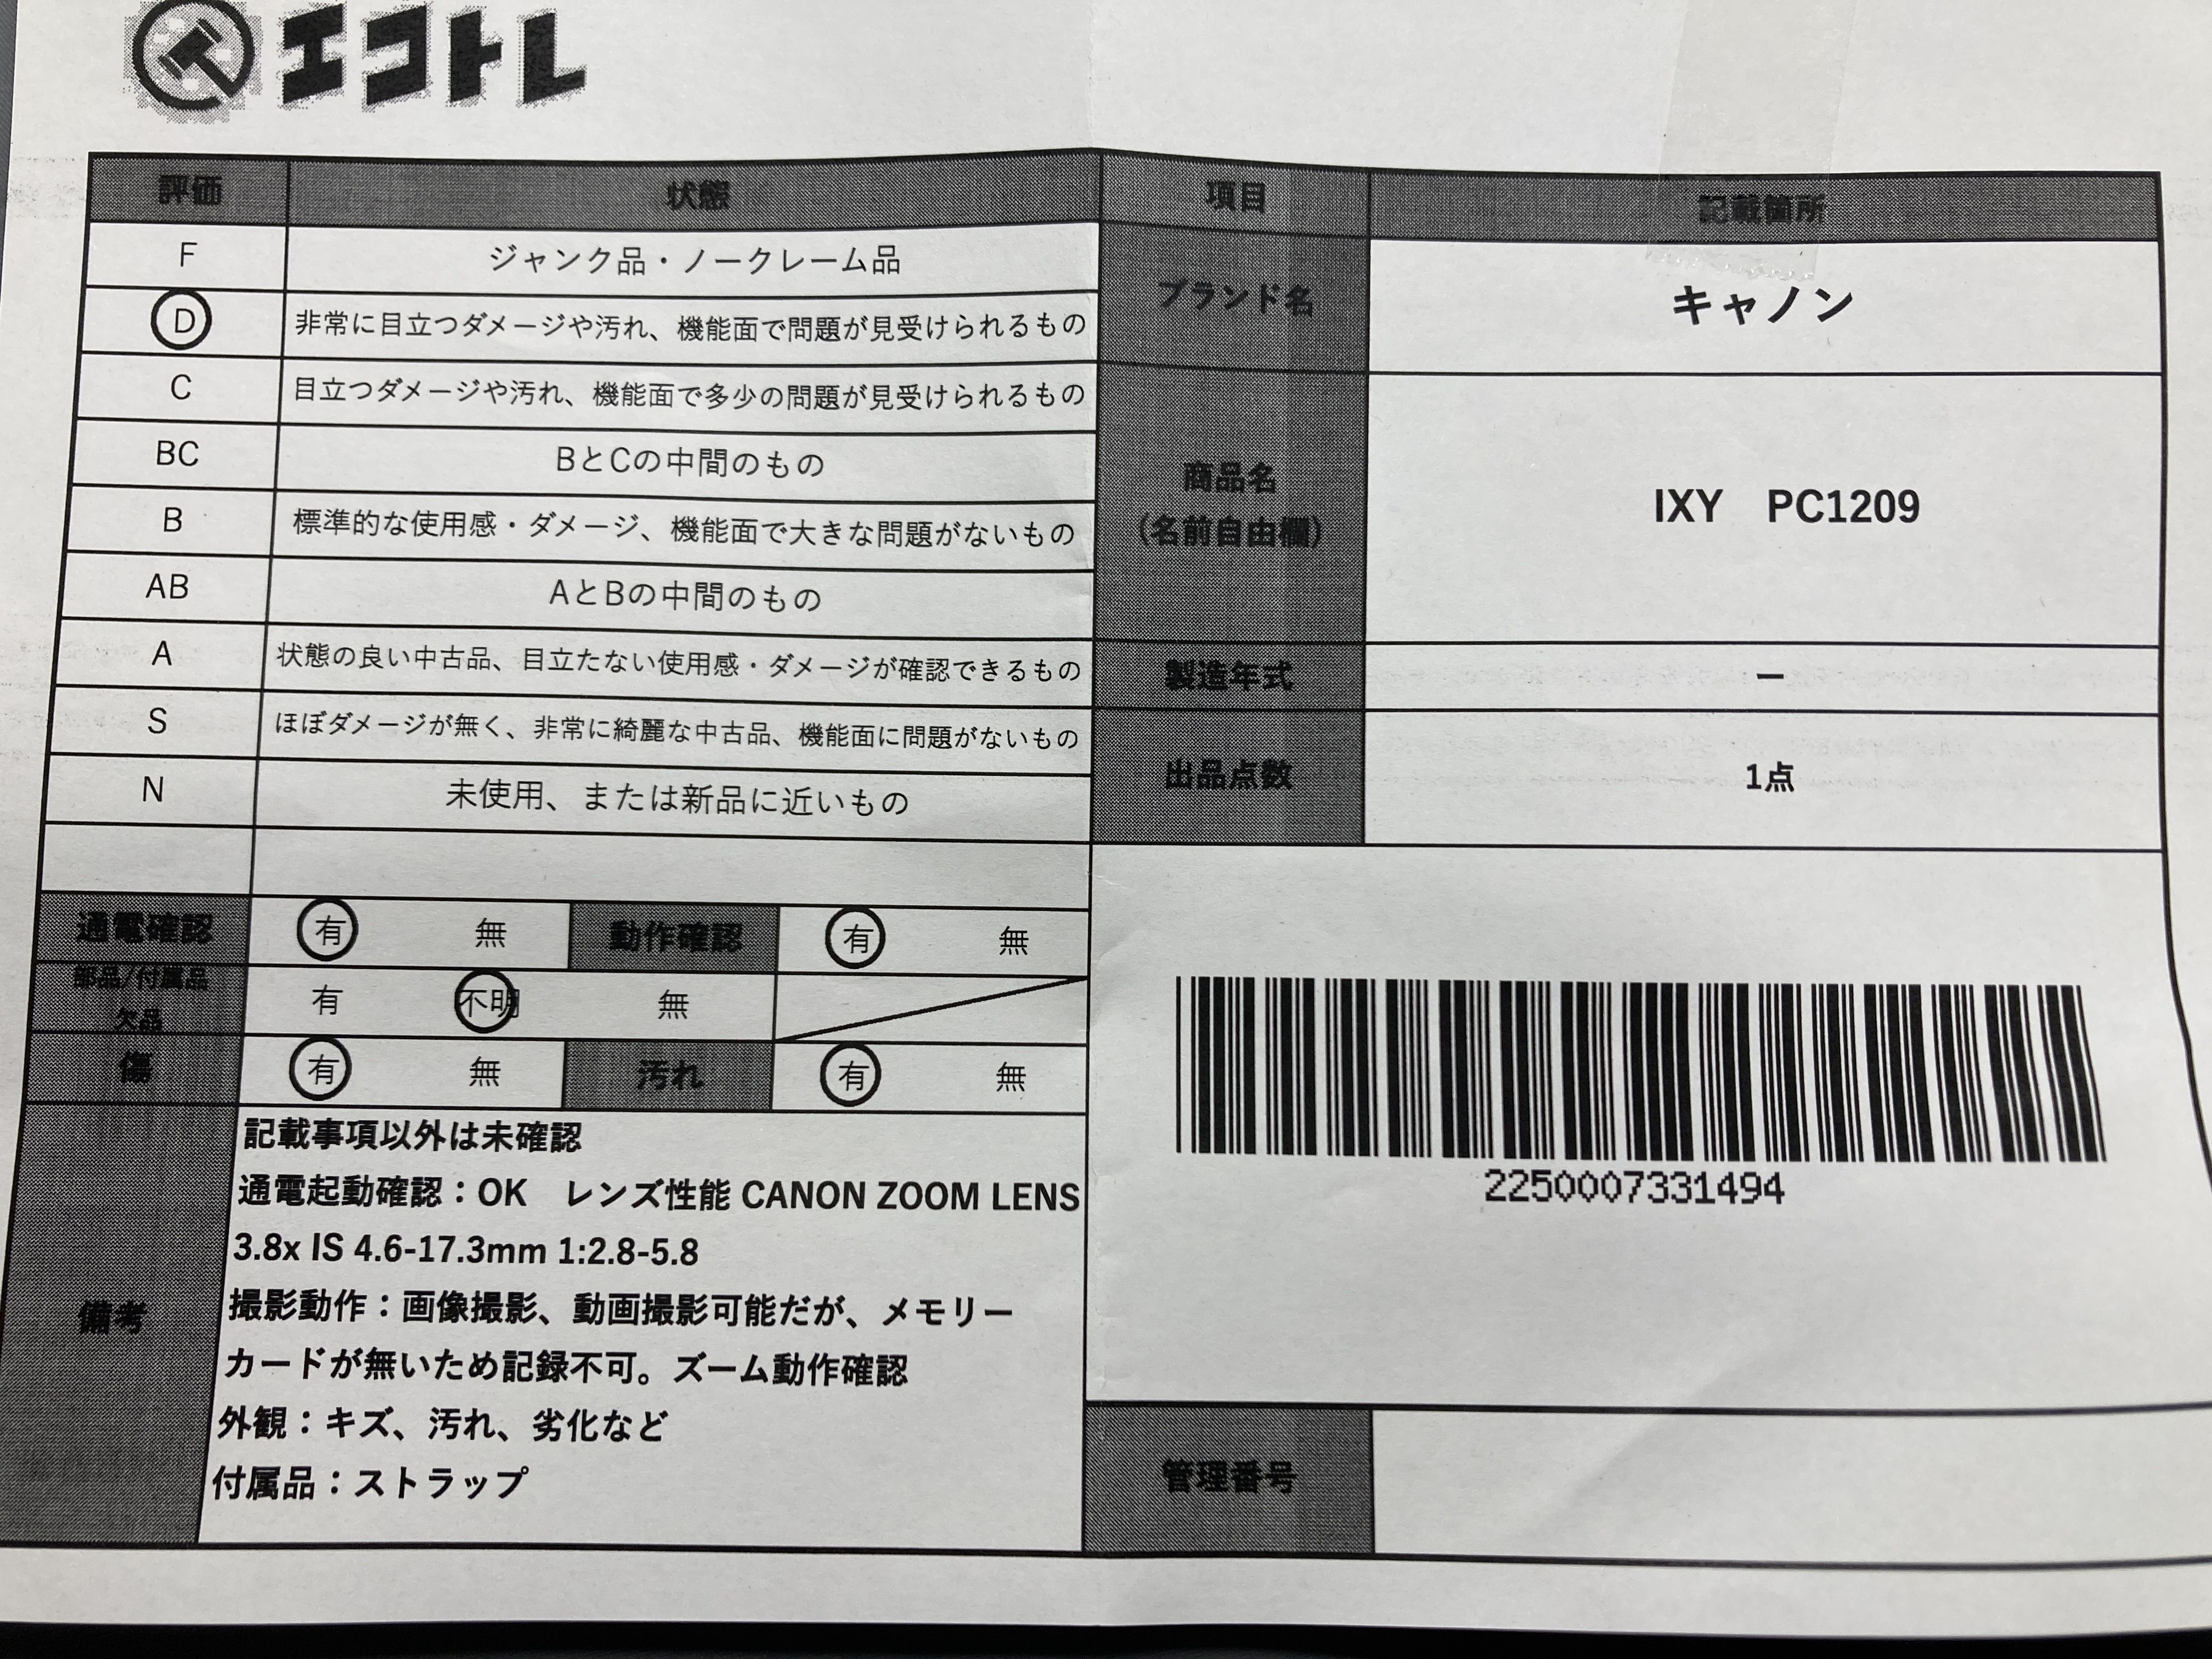 エコトレ
評価 状態 項目 記載箇所
F ジャンク品・ノークレーム品
D 非常に目立つダメージや汚れ、機能面で問題が見受けられるもの
ブランド名 キャノン
C 目立つダメージや汚れ、機能面で多少の問題が見受けられるもの
BC BとCの中間のもの
B 標準的な使用感・ダメージ、機能面で大きな問題がないもの
商品名
(名前自由欄)
IXY PC1209
AB AとBの中間のもの
A 状態の良い中古品、目立たない使用感・ダメージが確認できるもの
製造年式 ー
S ほぼダメージが無く、非常に綺麗な中古品、機能面に問題がないもの
N 未使用、または新品に近いもの
出品点数 1点
通電確認 有 無 動作確認 有 無
部品/付属品
欠品
有 不明 無
傷 有 無 汚れ 有 無
2250007331494
備考
記載事項以外は未確認
通電起動確認:OK レンズ性能 CANON ZOOM LENS
3.8x IS 4.6-17.3mm 1:2.8-5.8
撮影動作:画像撮影、動画撮影可能だが、メモリー
カードが無いため記録不可。ズーム動作確認
外観:キズ、汚れ、劣化など
付属品:ストラップ
管理番号